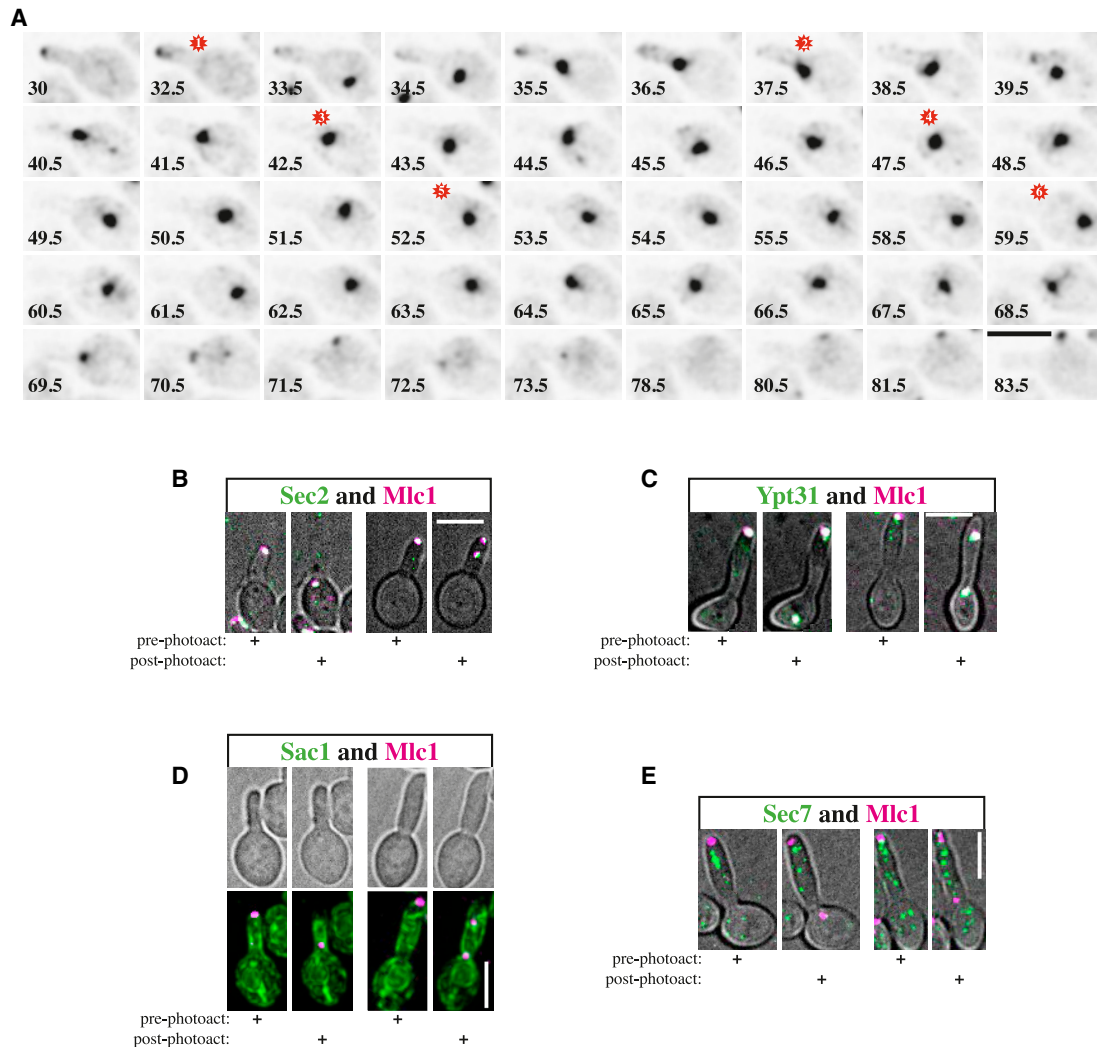 A
1 2
30 32.5 33.5 34.5 35.5 36.5 37.5 38.5 39.5
3 4
40.5 41.5 42.5 43.5 44.5 45.5 46.5 47.5 48.5
5 6
49.5 50.5 51.5 52.5 53.5 54.5 55.5 58.5 59.5
60.5 61.5 62.5 63.5 64.5 65.5 66.5 67.5 68.5
69.5 70.5 71.5 72.5 73.5 78.5 80.5 81.5 83.5
B
Sec2 and Mlc1
pre-photoact: + +
post-photoact: + +
C
Ypt31 and Mlc1
pre-photoact: + +
post-photoact: + +
D
Sac1 and Mlc1
pre-photoact: + +
post-photoact: + +
E
Sec7 and Mlc1
pre-photoact: + +
post-photoact: + +